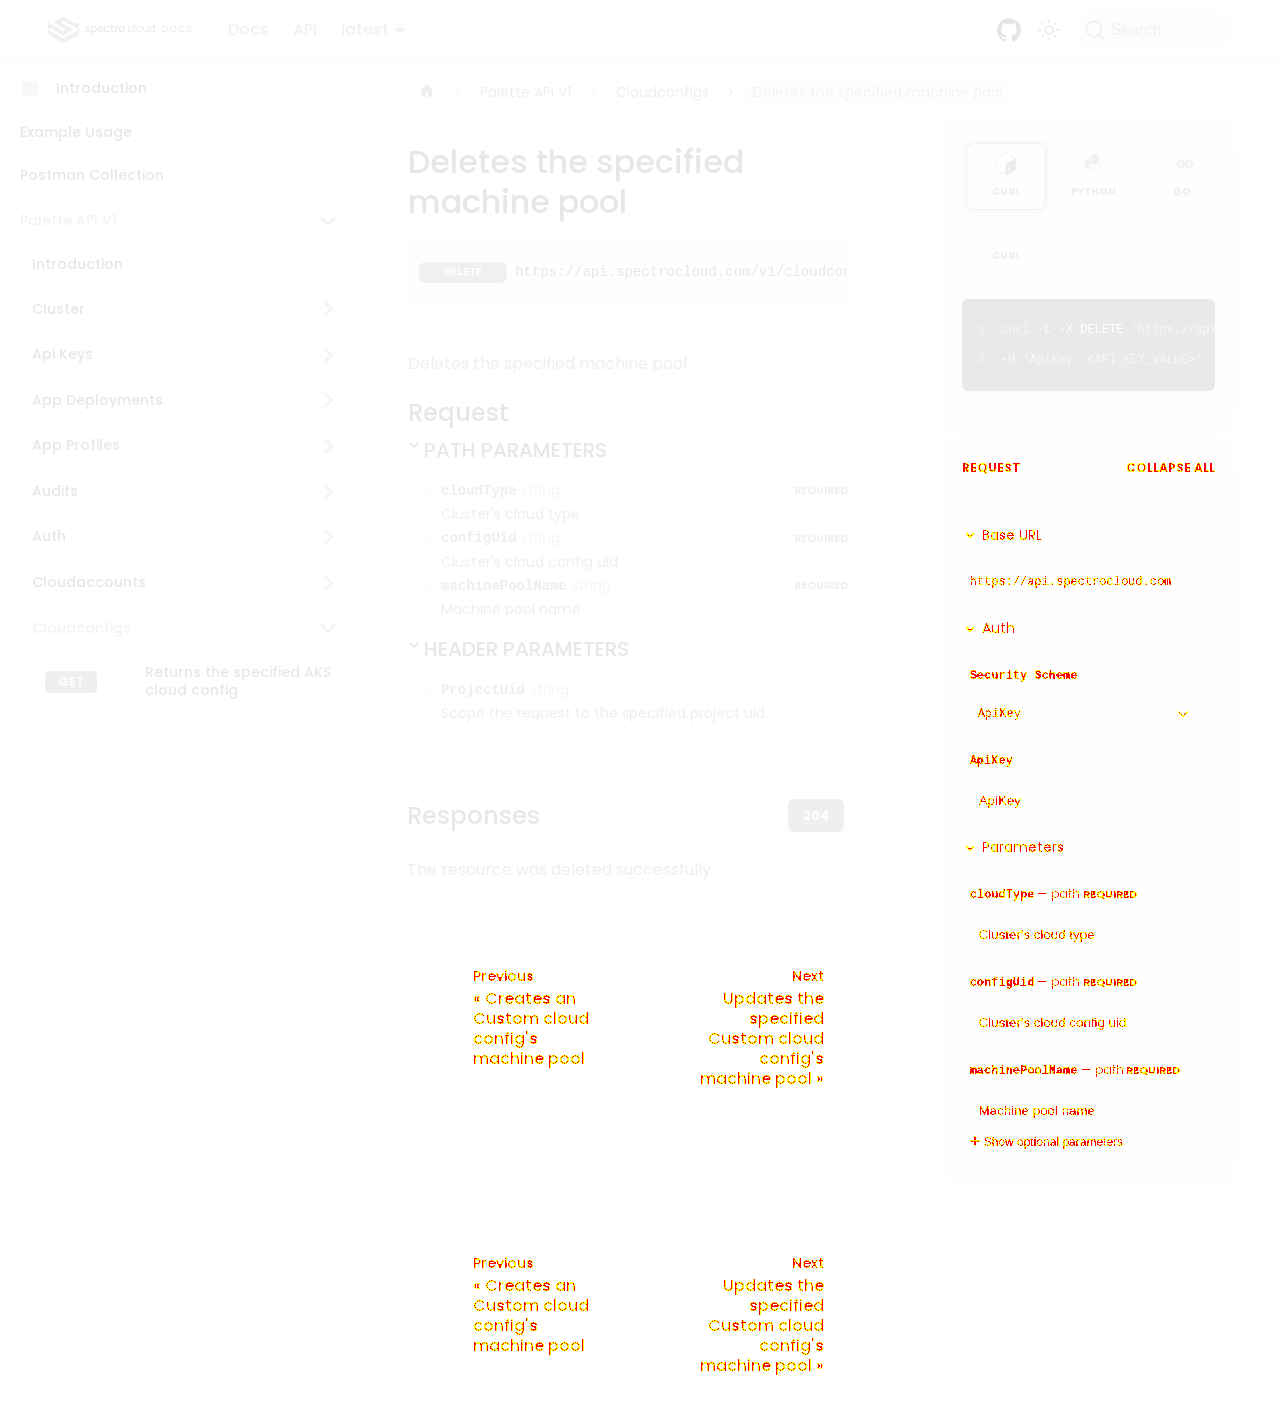 spectro cloud DOCS
Docs
API
latest
Search
Introduction
Example Usage
Postman Collection
Palette API V1
Introduction
Cluster
Api Keys
App Deployments
App Profiles
Audits
Auth
Cloudaccounts
Cloudconfigs
GET
Returns the specified AKS
cloud config
Palette API V1
Cloudconfigs
Deletes the specified machine pool
Deletes the specified
machine pool
DELETE https://api.spectrocloud.com/v1/cloudcon
Deletes the specified machine pool
Request
PATH PARAMETERS
cloudType string REQUIRED
Cluster's cloud type
configUid string REQUIRED
Cluster's cloud config uid
machinePoolName string REQUIRED
Machine pool name
HEADER PARAMETERS
ProjectUid string
Scope the request to the specified project uid
Responses
204
The resource was deleted successfully
Previous
« Creates an
Custom cloud
config's
machine pool
Next
Updates the
specified
Custom cloud
config's
machine pool »
Previous
« Creates an
Custom cloud
config's
machine pool
Next
Updates the
specified
Custom cloud
config's
machine pool »
CURL
PYTHON
GO
CURL
1 curl -L -X DELETE 'https://api
2 -H 'ApiKey: <API_KEY_VALUE>'
REQUEST
COLLAPSE ALL
Base URL
https://api.spectrocloud.com
Auth
Security Scheme
ApiKey
ApiKey
ApiKey
Parameters
cloudType — path REQUIRED
Cluster's cloud type
configUid — path REQUIRED
Cluster's cloud config uid
machinePoolName — path REQUIRED
Machine pool name
Show optional parameters